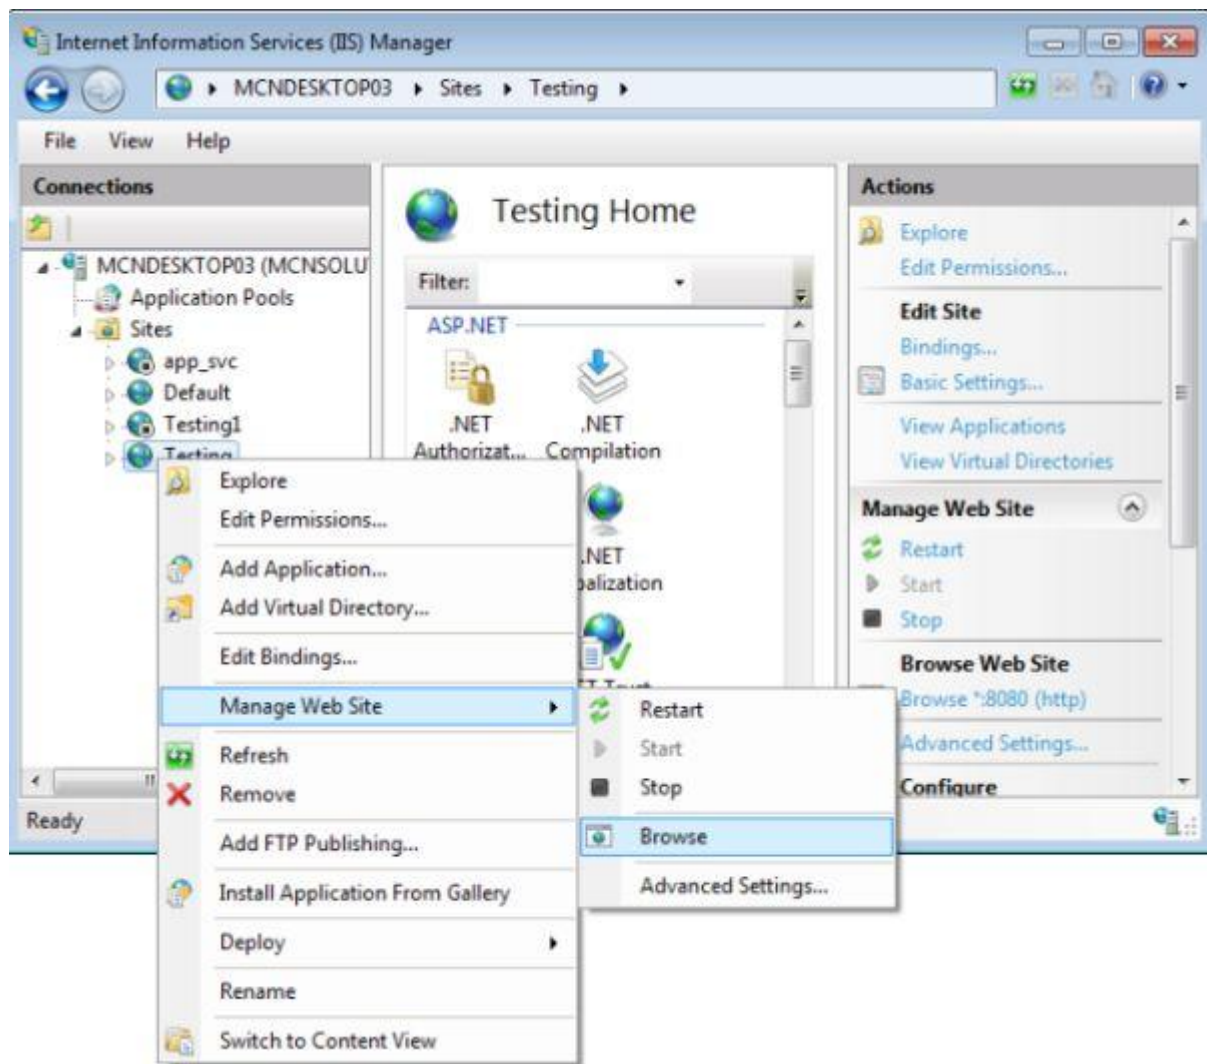 Internet Information Services (IIS) Manager
MCNDESKTOP03 Sites Testing
File View Help
Connections
MCNDESKTOP03 (MCNSOLU
Application Pools
Sites
app_svc
Default
Testing1
Testing
Testing Home
Filter:
ASP.NET
.NET
Authorizat...
.NET
Compilation
.NET
balization
ET Trust
Actions
Explore
Edit Permissions...
Edit Site
Bindings...
Basic Settings...
View Applications
View Virtual Directories
Manage Web Site
Restart
Start
Stop
Browse Web Site
Browse *:8080 (http)
Advanced Settings...
Configure
Explore
Edit Permissions...
Add Application...
Add Virtual Directory...
Edit Bindings...
Manage Web Site
Refresh
Remove
Add FTP Publishing...
Install Application From Gallery
Deploy
Rename
Switch to Content View
Restart
Start
Stop
Browse
Advanced Settings...
Ready